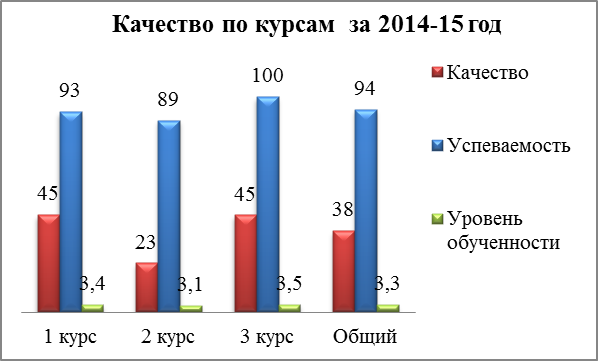 Качество по курсам за 2014-15 год
93
89
100
94
45
23
45
38
3,4
3,1
3,5
3,3
1 курс
2 курс
3 курс
Общий
Качество
Успеваемость
Уровень
обученности